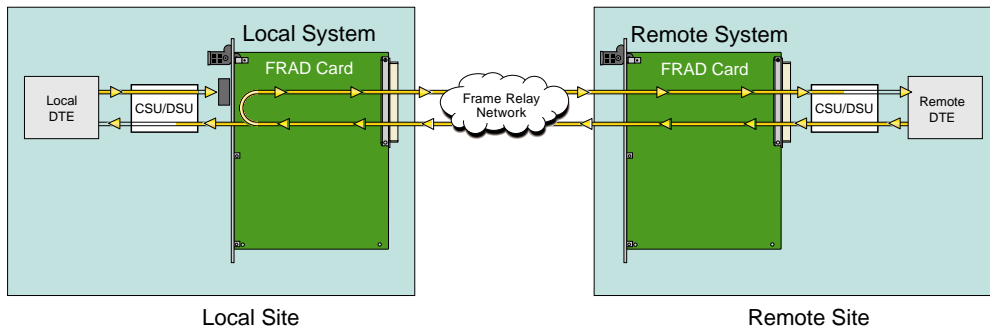 Local System
Remote System
FRAD Card
FRAD Card
Local
DTE
CSU/DSU
Frame Relay
Network
CSU/DSU
Remote
DTE
Local Site
Remote Site